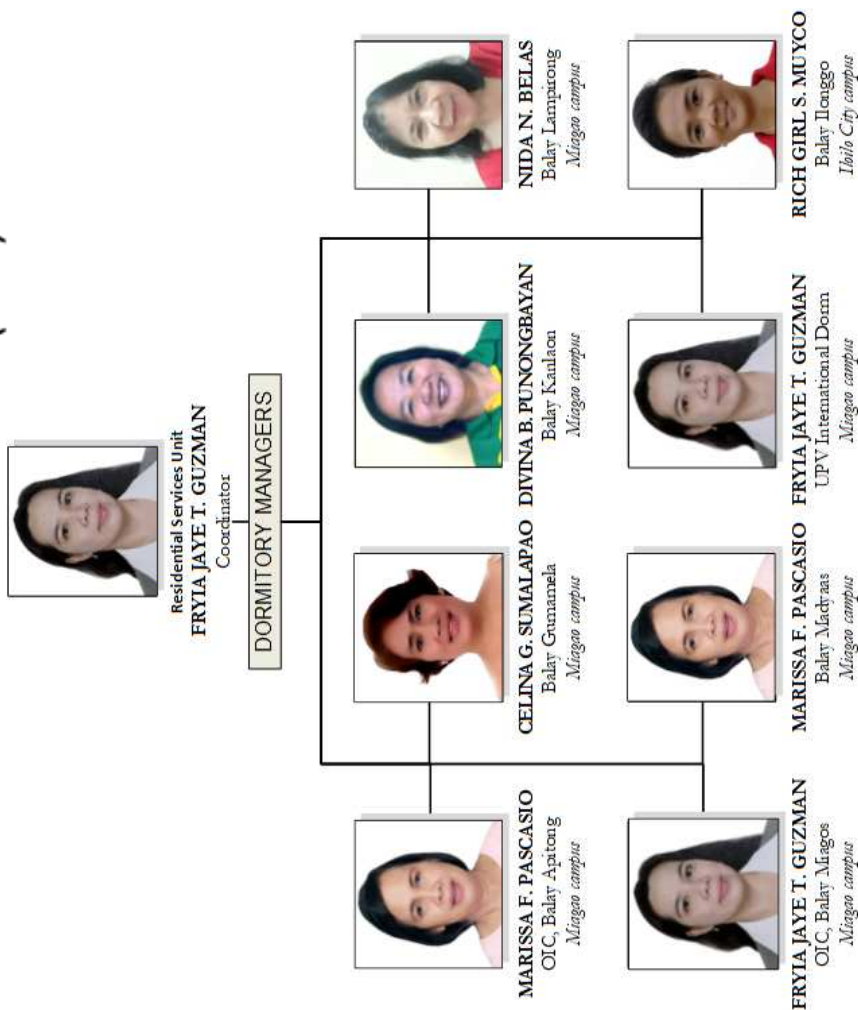 Residential Services Unit
FRYIA JAYE T. GUZMAN
Coordinator
DORMITORY MANAGERS
MARISSA F. PASCASIO
OIC, Balay Apitong
Miagao campus
CELINA G. SUMALAPAO
Balay Gumamela
Miagao campus
DIVINA B. PUNONGBAYAN
Balay Kanlaon
Miagao campus
NIDA N. BELAS
Balay Lampirong
Miagao campus
FRYIA JAYE T. GUZMAN
OIC, Balay Miagos
Miagao campus
MARISSA F. PASCASIO
Balay Madyaas
Miagao campus
FRYIA JAYE T. GUZMAN
UPV International Dorm
Miagao campus
RICH GIRL S. MUYCO
Balay Ilonggo
Iloilo City campus